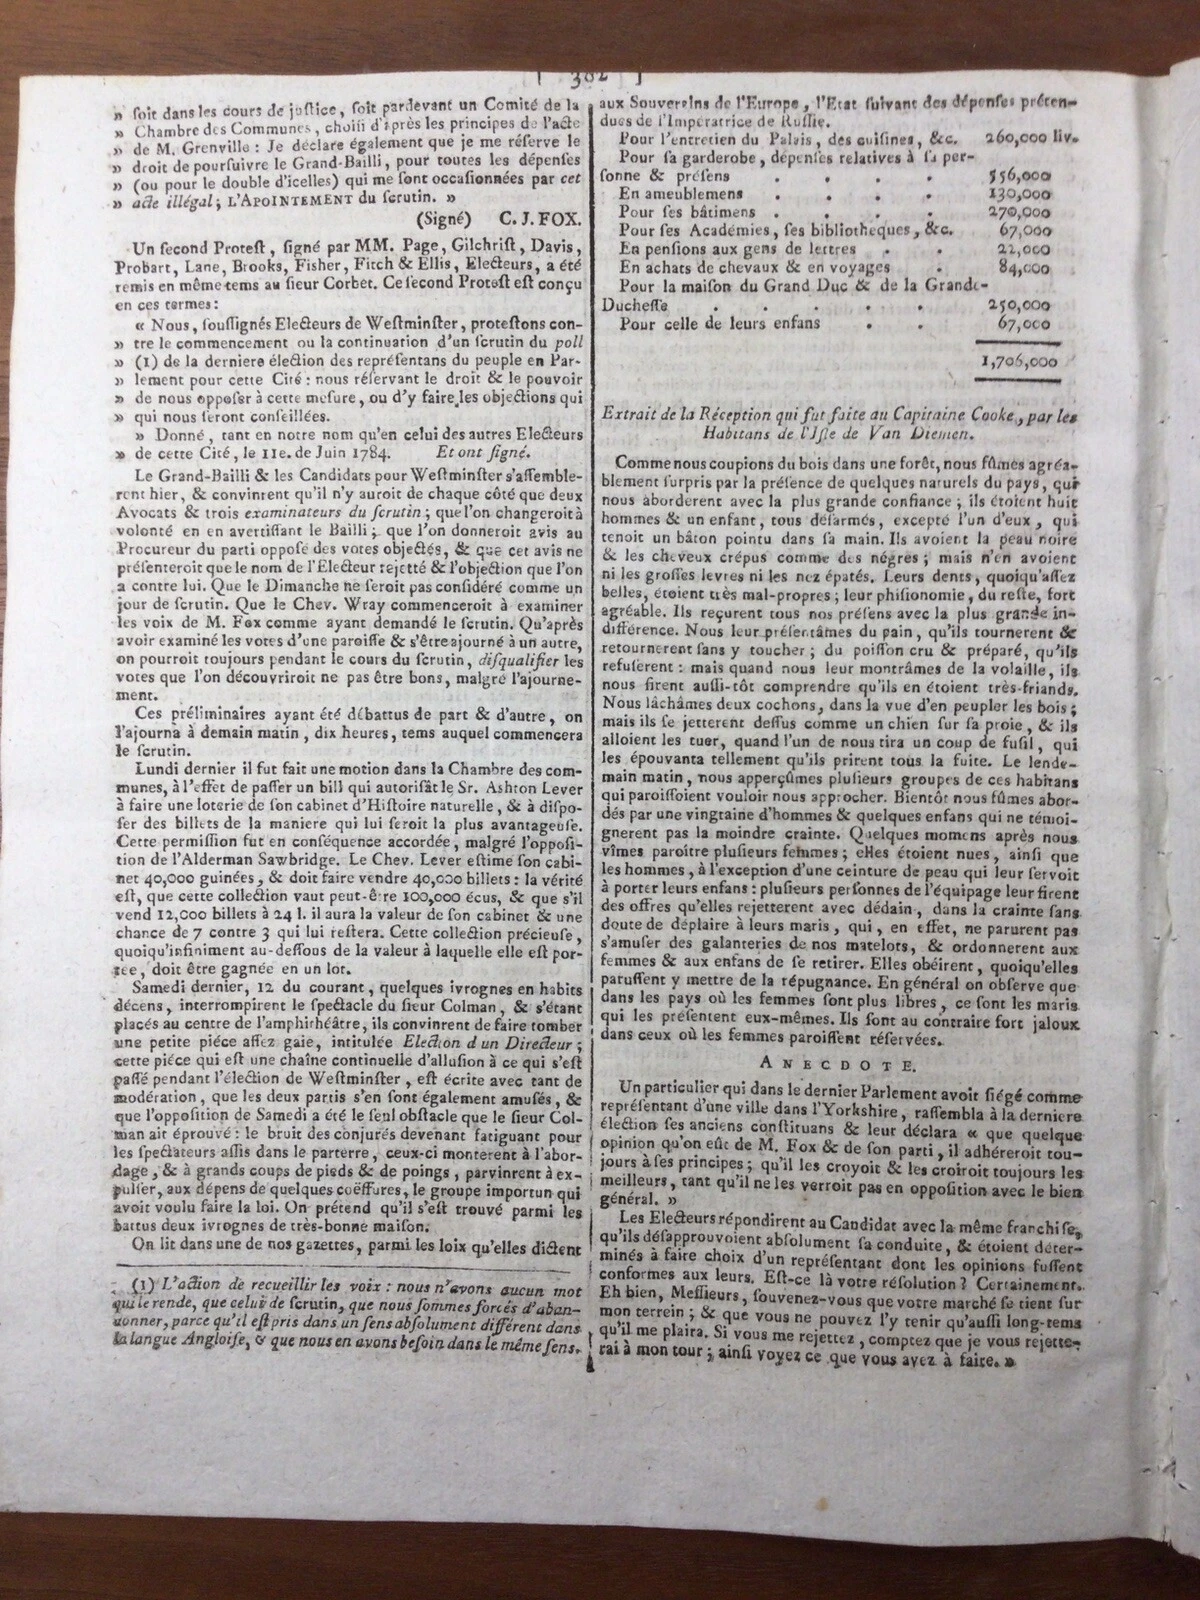 [ 382 ]
» ſoit dans les cours de juſtice, ſoit pardevant un Comité de la
» Chambre des Communes, choiſi d'après les principes de l'acte
» de M. Grenville : Je déclare également que je me réſerve le
» droit de pourſuivre le Grand-Bailli, pour toutes les dépenſes
» (ou pour le double d'icelles) qui me ſont occaſionnées par cet
» acte illégal; L'APOINTEMENT du ſcrutin. »
(Signé) C. J. FOX.
Un ſecond Proteſt, ſigné par MM. Page, Gilchriſt, Davis,
Probart, Lane, Brooks, Fisher, Fitch & Ellis, Electeurs, a été
remis en même tems au ſieur Corbet. Ce ſecond Proteſt eſt conçu
en ces termes :
« Nous, ſouſſignés Electeurs de Weſtminſter, proteſtons con-
» tre le commencement ou la continuation d'un ſcrutin du poll
» (1) de la derniere élection des repréſentans du peuple en Par-
» lement pour cette Cité : nous réſervant le droit & le pouvoir
» de nous oppoſer à cette meſure, ou d'y faire les objections qui
» qui nous ſeront conſeillées.
» Donné, tant en notre nom qu'en celui des autres Electeurs
» de cette Cité, le 11e. de Juin 1784. Et ont ſigné.
Le Grand-Bailli & les Candidats pour Weſtminſter s'aſſemble-
rent hier, & convinrent qu'il n'y auroit de chaque côté que deux
Avocats & trois examinateurs du ſcrutin; que l'on changeroit à
volonté en en avertiſſant le Bailli; que l'on donneroit avis au
Procureur du parti oppoſé des votes objectés, & que cet avis ne
préſenteroit que le nom de l'Electeur rejetté & l'objection que l'on
a contre lui. Que le Dimanche ne ſeroit pas conſidéré comme un
jour de ſcrutin. Que le Chev. Wray commenceroit à examiner
les voix de M. Fox comme ayant demandé le ſcrutin. Qu'après
avoir examiné les votes d'une paroiſſe & s'être ajourné à un autre,
on pourroit toujours pendant le cours du ſcrutin, diſqualifier les
votes que l'on découvriroit ne pas être bons, malgré l'ajourne-
ment.
Ces préliminaires ayant été débattus de part & d'autre, on
l'ajourna à demain matin, dix heures, tems auquel commencera
le ſcrutin.
Lundi dernier il fut fait une motion dans la Chambre des com-
munes, à l'effet de paſſer un bill qui autoriſât le Sr. Ashton Lever
à faire une loterie de ſon cabinet d'Hiſtoire naturelle, & à diſpo-
ſer des billets de la maniere qui lui ſeroit la plus avantageuſe.
Cette permiſſion fut en conſéquence accordée, malgré l'oppoſi-
tion de l'Alderman Sawbridge. Le Chev. Lever eſtime ſon cabi-
net 40,000 guinées, & doit faire vendre 40,000 billets : la vérité
eſt, que cette collection vaut peut-être 100,000 écus, & que s'il
vend 12,000 billets à 24 l. il aura la valeur de ſon cabinet & une
chance de 7 contre 3 qui lui reſtera. Cette collection précieuſe,
quoiqu'infiniment au-deſſous de la valeur à laquelle elle eſt por-
tée, doit être gagnée en un lot.
Samedi dernier, 12 du courant, quelques ivrognes en habits
décens, interrompirent le ſpectacle du ſieur Colman, & s'étant
placés au centre de l'amphithéâtre, ils convinrent de faire tomber
une petite piéce aſſez gaie, intitulée Election d'un Directeur;
cette piéce qui eſt une chaîne continuelle d'alluſion à ce qui s'eſt
paſſé pendant l'élection de Weſtminſter, eſt écrite avec tant de
modération, que les deux partis s'en ſont également amuſés, &
que l'oppoſition de Samedi a été le ſeul obſtacle que le ſieur Col-
man ait éprouvé : le bruit des conjurés devenant fatiguant pour
les ſpectateurs aſſis dans le parterre, ceux-ci monterent à l'abor-
dage, & à grands coups de pieds & de poings, parvinrent à ex-
pulſer, aux dépens de quelques coëffures, le groupe importun qui
avoit voulu faire la loi. On prétend qu'il s'eſt trouvé parmi les
battus deux ivrognes de très-bonne maiſon.
On lit dans une de nos gazettes, parmi les loix qu'elles dictent
(1) L'action de recueillir les voix : nous n'avons aucun mot
qui le rende, que celui de ſcrutin, que nous ſommes forcés d'aban-
donner, parce qu'il eſt pris dans un ſens abſolument différent dans
la langue Angloiſe, & que nous en avons beſoin dans le même ſens.
aux Souverains de l'Europe, l'Etat ſuivant des dépenſes préten-
dues de l'Impératrice de Ruſſie.
Pour l'entretien du Palais, des cuiſines, &c. 260,000 liv.
Pour ſa garderobe, dépenſes relatives à ſa per-
ſonne & préſens . . . . 556,000
En ameublemens . . . . 130,000
Pour ſes bâtimens . . . . 270,000
Pour ſes Académies, ſes bibliotheques, &c. 67,000
En penſions aux gens de lettres . . 22,000
En achats de chevaux & en voyages . 84,000
Pour la maiſon du Grand Duc & de la Grande-
Ducheſſe . . . . . 250,000
Pour celle de leurs enfans . . 67,000
1,706,000
Extrait de la Réception qui fut faite au Capitaine Cooke, par les
Habitans de l'Iſle de Van Diemen.
Comme nous coupions du bois dans une forêt, nous fûmes agréa-
blement ſurpris par la préſence de quelques naturels du pays, qui
nous aborderent avec la plus grande confiance; ils étoient huit
hommes & un enfant, tous déſarmés, excepté l'un d'eux, qui
tenoit un bâton pointu dans ſa main. Ils avoient la peau noire
& les cheveux crépus comme des négres; mais n'en avoient
ni les groſſes levres ni les nez épatés. Leurs dents, quoiqu'aſſez
belles, étoient très mal-propres; leur phiſionomie, du reſte, fort
agréable. Ils reçurent tous nos préſens avec la plus grande in-
différence. Nous leur préſentâmes du pain, qu'ils tournerent &
retournerent ſans y toucher; du poiſſon cru & préparé, qu'ils
refuſerent : mais quand nous leur montrâmes de la volaille, ils
nous firent auſſi-tôt comprendre qu'ils en étoient très-friands.
Nous lâchâmes deux cochons, dans la vue d'en peupler les bois;
mais ils ſe jetterent deſſus comme un chien ſur ſa proie, & ils
alloient les tuer, quand l'un de nous tira un coup de fuſil, qui
les épouvanta tellement qu'ils prirent tous la fuite. Le lende-
main matin, nous apperçûmes pluſieurs groupes de ces habitans
qui paroiſſoient vouloir nous approcher. Bientôt nous fûmes abor-
dés par une vingtaine d'hommes & quelques enfans qui ne témoi-
gnerent pas la moindre crainte. Quelques momens après nous
vîmes paroître pluſieurs femmes; elles étoient nues, ainſi que
les hommes, à l'exception d'une ceinture de peau qui leur ſervoit
à porter leurs enfans : pluſieurs perſonnes de l'équipage leur firent
des offres qu'elles rejetterent avec dédain, dans la crainte ſans
doute de déplaire à leurs maris, qui, en effet, ne parurent pas
s'amuſer des galanteries de nos matelots, & ordonnerent aux
femmes & aux enfans de ſe retirer. Elles obéirent, quoiqu'elles
paruſſent y mettre de la répugnance. En général on obſerve que
dans les pays où les femmes ſont plus libres, ce ſont les maris
qui les préſentent eux-mêmes. Ils ſont au contraire fort jaloux
dans ceux où les femmes paroiſſent réſervées.
ANECDOTE.
Un particulier qui dans le dernier Parlement avoit ſiégé comme
repréſentant d'une ville dans l'Yorkshire, raſſembla à la derniere
élection ſes anciens conſtituans & leur déclara « que quelque
opinion qu'on eût de M. Fox & de ſon parti, il adhéreroit tou-
jours à ſes principes; qu'il les croyoit & les croiroit toujours les
meilleurs, tant qu'il ne les verroit pas en oppoſition avec le bien
général. »
Les Electeurs répondirent au Candidat avec la même franchiſe,
qu'ils déſapprouvoient abſolument ſa conduite, & étoient déter-
minés à faire choix d'un repréſentant dont les opinions fuſſent
conformes aux leurs. Eſt-ce là votre réſolution ? Certainement.
Eh bien, Meſſieurs, ſouvenez-vous que votre marché ſe tient ſur
mon terrein; & que vous ne pouvez l'y tenir qu'auſſi long-tems
qu'il me plaira. Si vous me rejettez, comptez que je vous rejette-
rai à mon tour; ainſi voyez ce que vous avez à faire. »